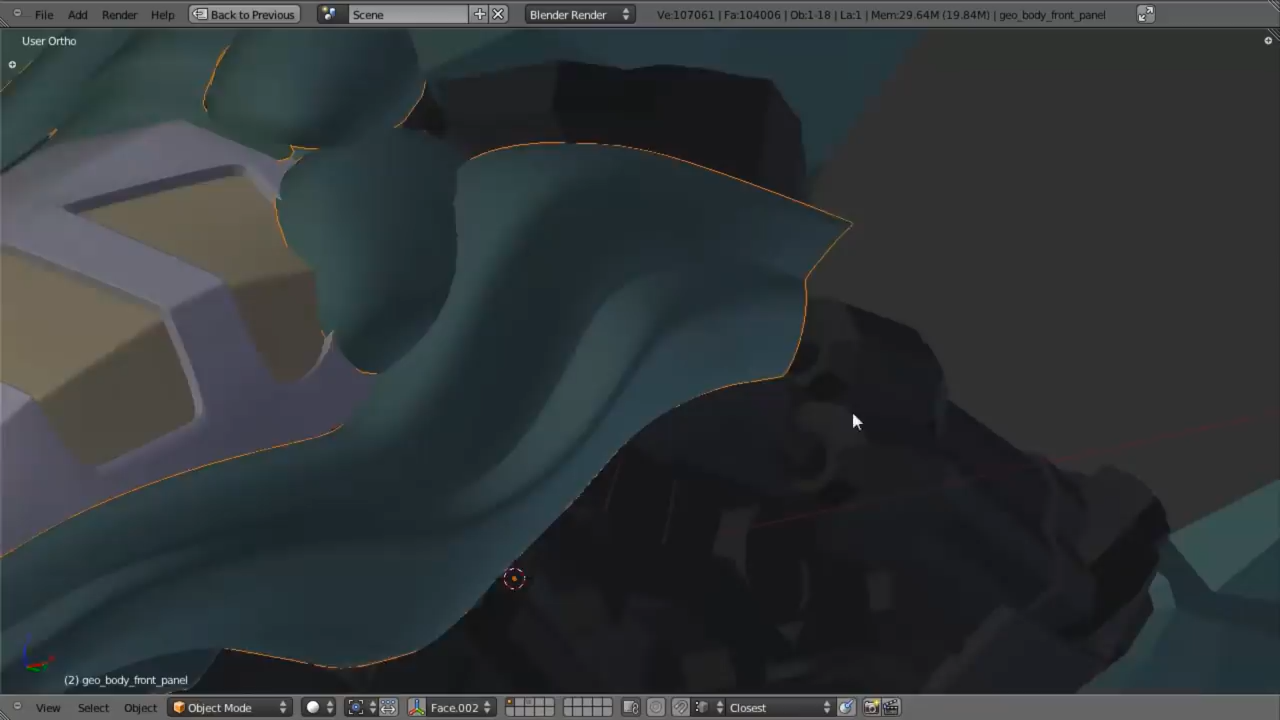 File Add Render Help Back to Previous Scene Blender Render Ve:107061 | Fa:104006 | Ob:1-18 | La:1 | Mem:29.64M (19.84M) | geo_body_front_panel
User Ortho
(2) geo_body_front_panel
View Select Object Object Mode Face.002 Closest